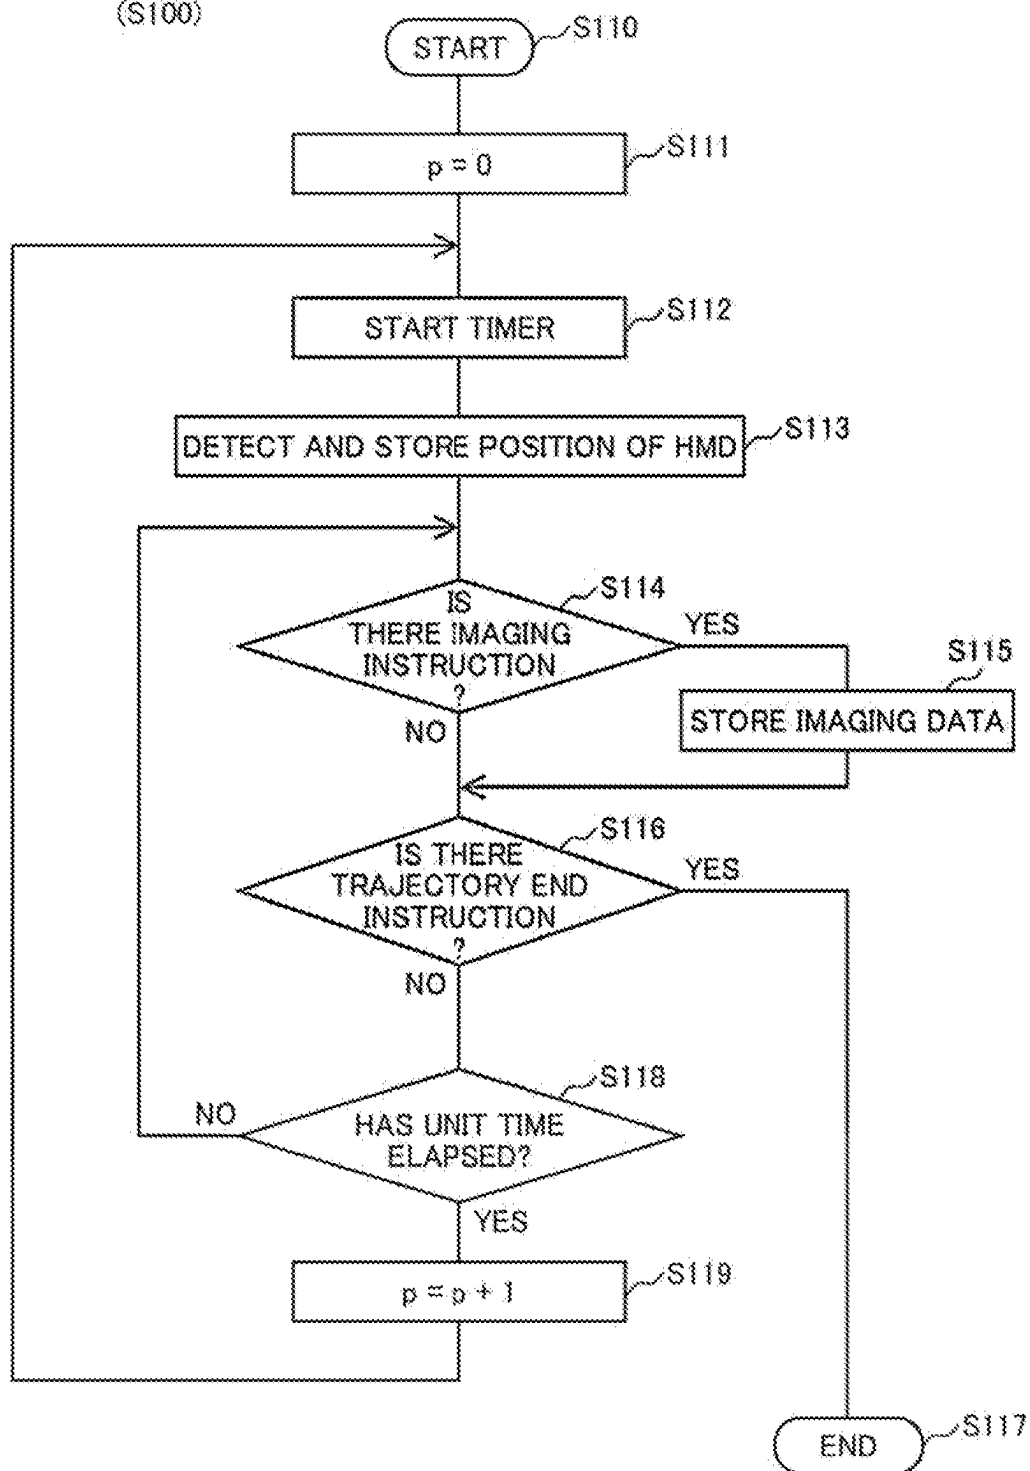 (S100)
START
S110
p = 0
S111
START TIMER
S112
DETECT AND STORE POSITION OF HMD
S113
S114
IS
THERE IMAGING
INSTRUCTION
?
YES
NO
S115
STORE IMAGING DATA
S116
IS THERE
TRAJECTORY END
INSTRUCTION
?
YES
NO
S118
HAS UNIT TIME
ELAPSED?
NO
YES
S119
p = p + 1
END
S117